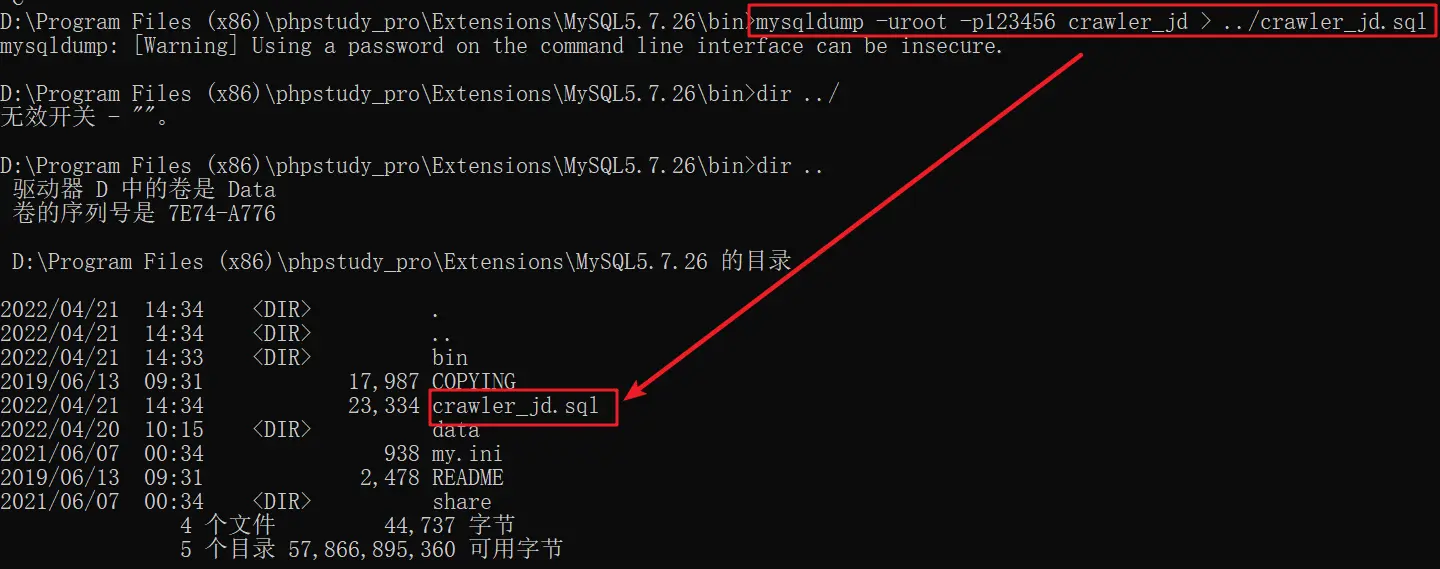 D:\Program Files (x86)\phpstudy_pro\Extensions\MySQL5.7.26\bin>mysqldump -uroot -p123456 crawler_jd > ../crawler_jd.sql
mysqldump: [Warning] Using a password on the command line interface can be insecure.
D:\Program Files (x86)\phpstudy_pro\Extensions\MySQL5.7.26\bin>dir ../
无效开关 - ""。
D:\Program Files (x86)\phpstudy_pro\Extensions\MySQL5.7.26\bin>dir ..
驱动器 D 中的卷是 Data
卷的序列号是 7E74-A776
D:\Program Files (x86)\phpstudy_pro\Extensions\MySQL5.7.26 的目录
2022/04/21  14:34    <DIR>          .
2022/04/21  14:34    <DIR>          ..
2022/04/21  14:33    <DIR>          bin
2019/06/13  09:31            17,987 COPYING
2022/04/21  14:34            23,334 crawler_jd.sql
2022/04/20  10:15    <DIR>          data
2021/06/07  00:34               938 my.ini
2019/06/13  09:31             2,478 README
2021/06/07  00:34    <DIR>          share
4 个文件         44,737 字节
5 个目录 57,866,895,360 可用字节